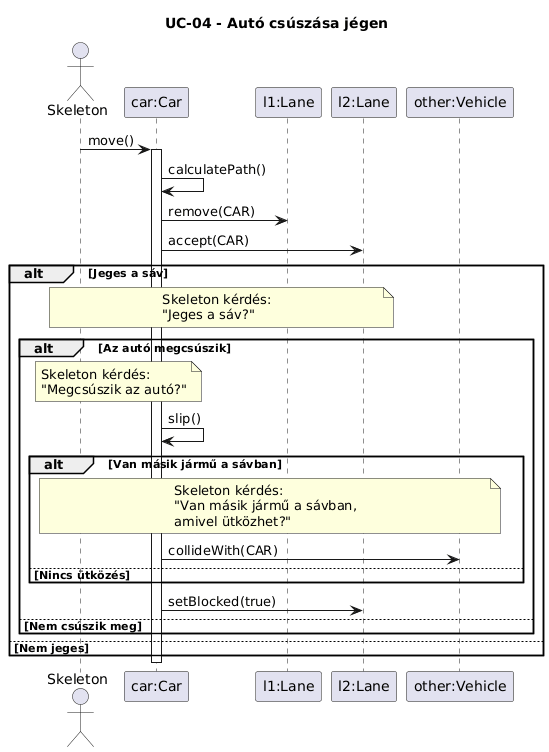 UC-04 - Autó csúszása jégen
Skeleton
car:Car
l1:Lane
l2:Lane
other:Vehicle
move()
calculatePath()
remove(CAR)
accept(CAR)
alt
[Jeges a sáv]
Skeleton kérdés:
"Jeges a sáv?"
alt
[Az autó megcsúszik]
Skeleton kérdés:
"Megcsúszik az autó?"
slip()
alt
[Van másik jármű a sávban]
Skeleton kérdés:
"Van másik jármű a sávban,
amivel ütközhet?"
collideWith(CAR)
[Nincs ütközés]
setBlocked(true)
[Nem csúszik meg]
[Nem jeges]
Skeleton
car:Car
l1:Lane
l2:Lane
other:Vehicle